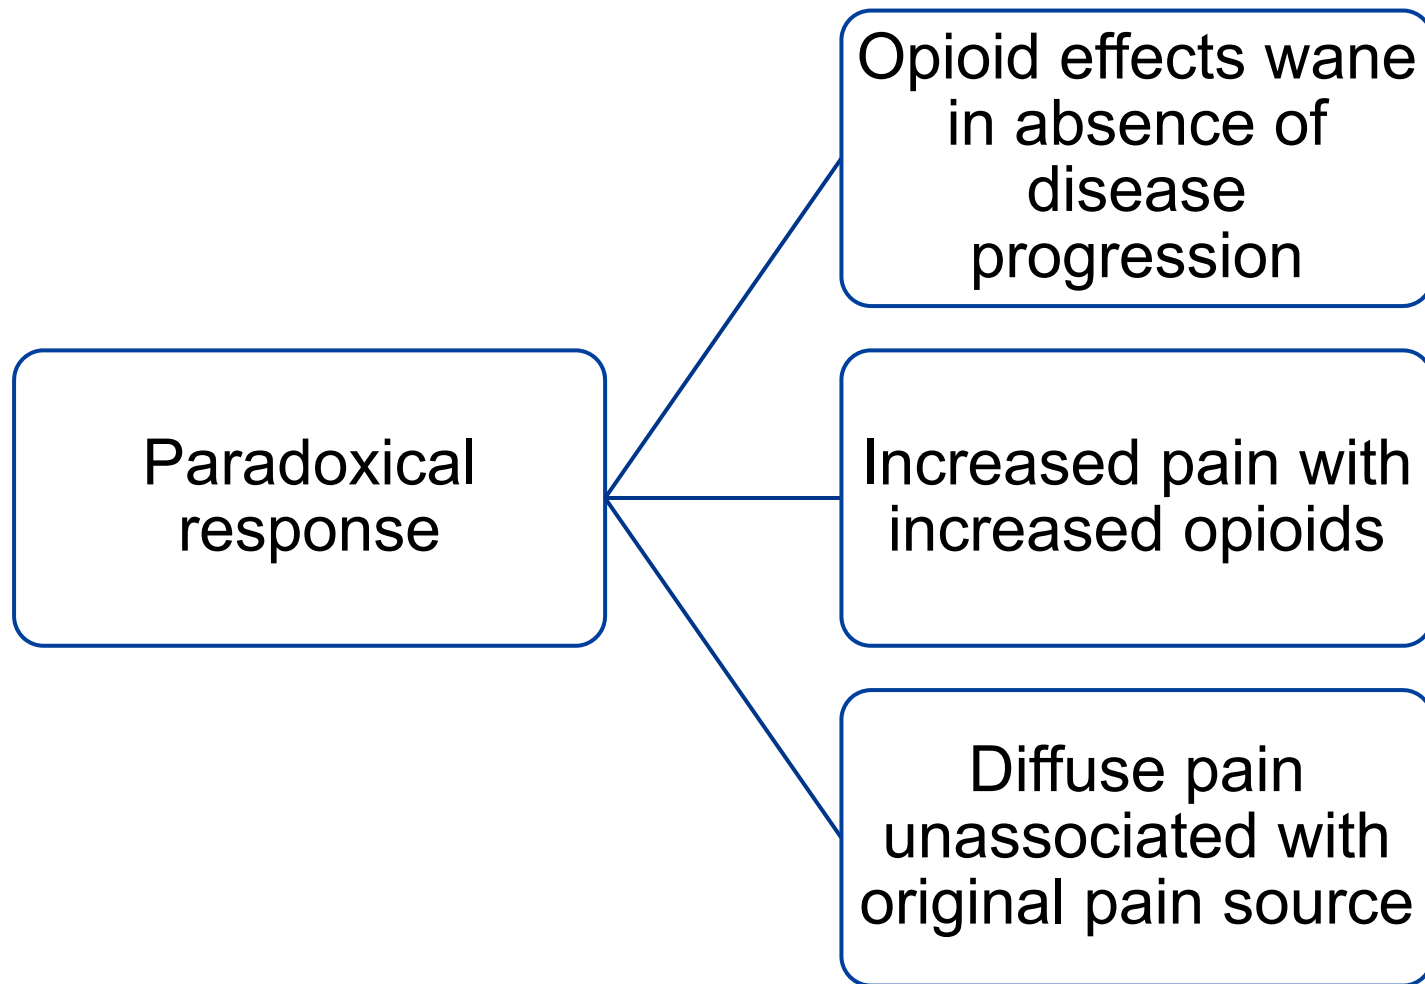 Opioid effects wane
in absence of
disease
progression
Paradoxical
response
Increased pain with
increased opioids
Diffuse pain
unassociated with
original pain source